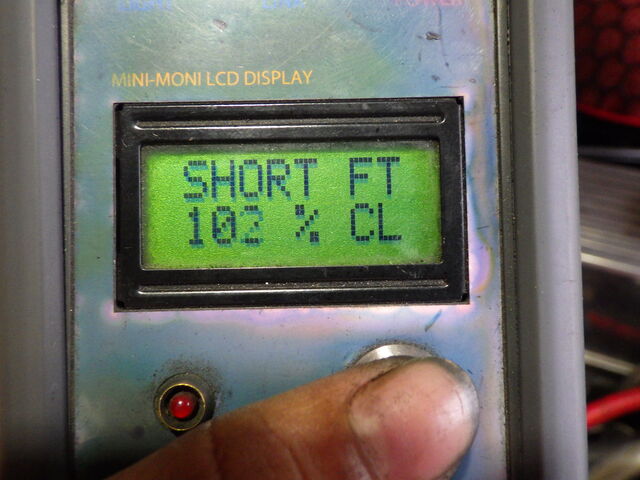 MINI-MONI LCD DISPLAY
SHORT FT
102 % CL